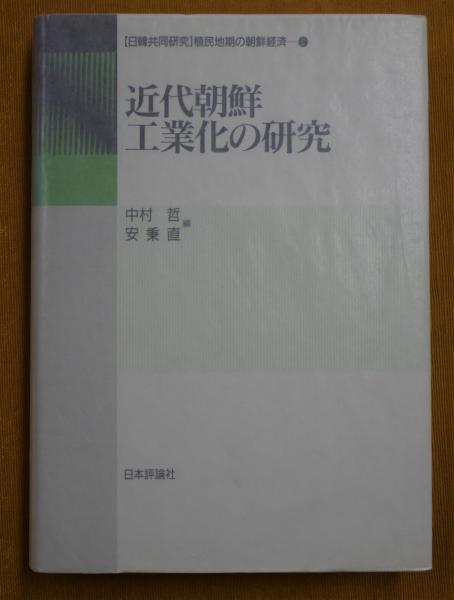 【日韓共同研究】植民地期の朝鮮経済—2
近代朝鮮
工業化の研究
中村 哲
安 秉 直
編
日本評論社